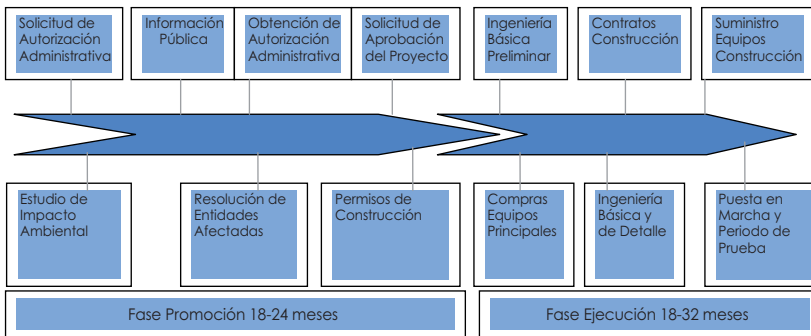 Solicitud de
Autorización
Administrativa
Información
Pública
Obtención de
Autorización
Administrativa
Solicitud de
Aprobación
del Proyecto
Ingeniería
Básica
Preliminar
Contratos
Construcción
Suministro
Equipos
Construcción
Estudio de
Impacto
Ambiental
Resolución de
Entidades
Afectadas
Permisos de
Construcción
Compras
Equipos
Principales
Ingeniería
Básica y
de Detalle
Puesta en
Marcha y
Periodo de
Prueba
Fase Promoción 18-24 meses
Fase Ejecución 18-32 meses